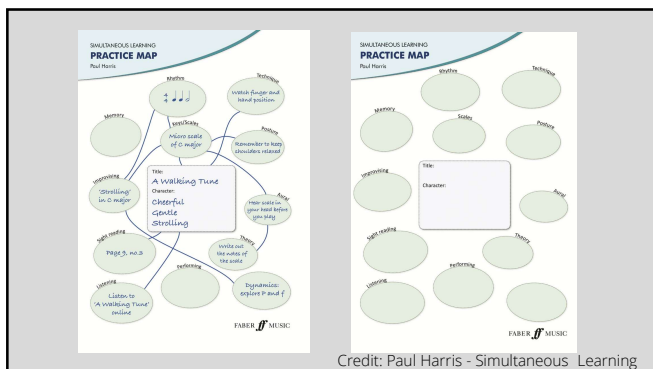 SIMULTANEOUS LEARNING
PRACTICE MAP
Paul Harris
Rhythm
4
4
Technique
Watch finger and
hand position
Memory
Keys/Scales
Micro scale
of C major
Posture
Remember to keep
shoulders relaxed
Improvising
'Strolling'
in C major
Title:
A Walking Tune
Character:
Cheerful
Gentle
Strolling
Aural
Hear scale in
your head before
you play
Sight reading
Page 9, no.3
Theory
Write out
the notes of
the scale
Performing
Listening
Listen to
'A Walking Tune'
online
Dynamics:
explore P and f
FABER ff MUSIC
SIMULTANEOUS LEARNING
PRACTICE MAP
Paul Harris
Rhythm
Technique
Memory
Scales
Posture
Improvising
Title:
Character:
Aural
Sight reading
Theory
Performing
Listening
FABER ff MUSIC
Credit: Paul Harris - Simultaneous Learning